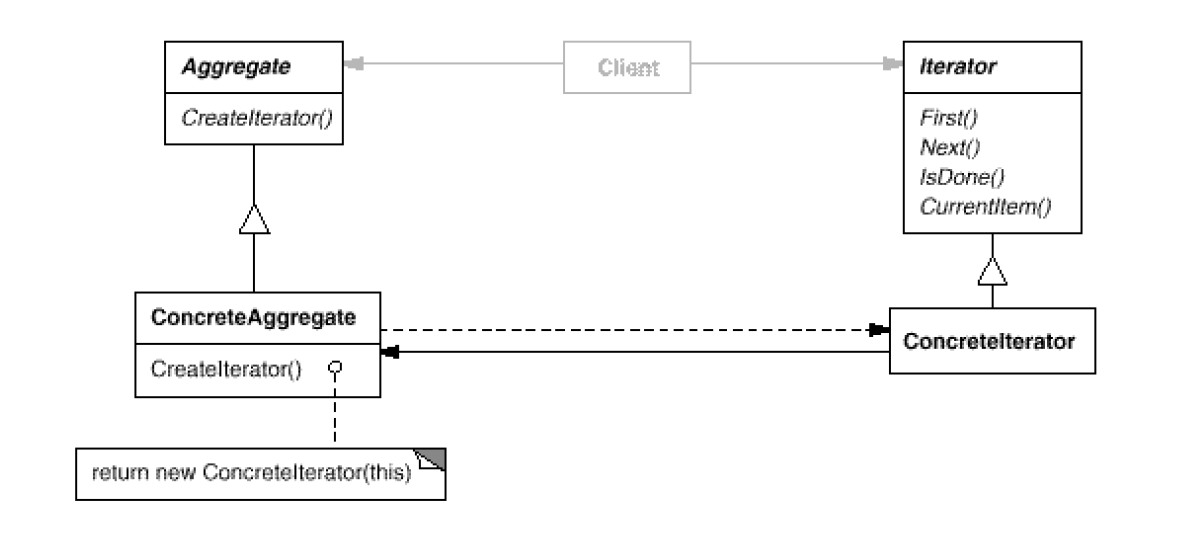 Aggregate
CreateIterator()
Client
Iterator
First()
Next()
IsDone()
CurrentItem()
ConcreteAggregate
CreateIterator()
ConcreteIterator
return new ConcreteIterator(this)